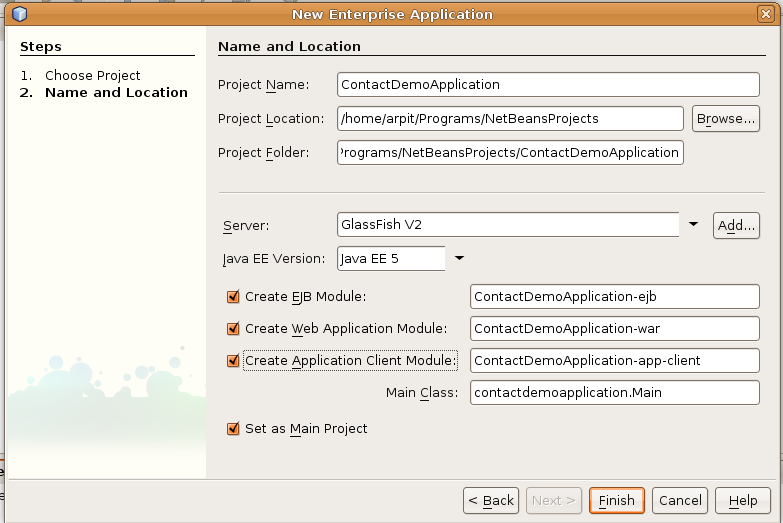 New Enterprise Application
Steps
1. Choose Project
2. Name and Location
Name and Location
Project Name: ContactDemoApplication
Project Location: /home/arpit/Programs/NetBeansProjects Browse...
Project Folder: Programs/NetBeansProjects/ContactDemoApplication
Server: GlassFish V2 Add...
Java EE Version: Java EE 5
Create EJB Module: ContactDemoApplication-ejb
Create Web Application Module: ContactDemoApplication-war
Create Application Client Module: ContactDemoApplication-app-client
Main Class: contactdemoapplication.Main
Set as Main Project
< Back Next > Finish Cancel Help